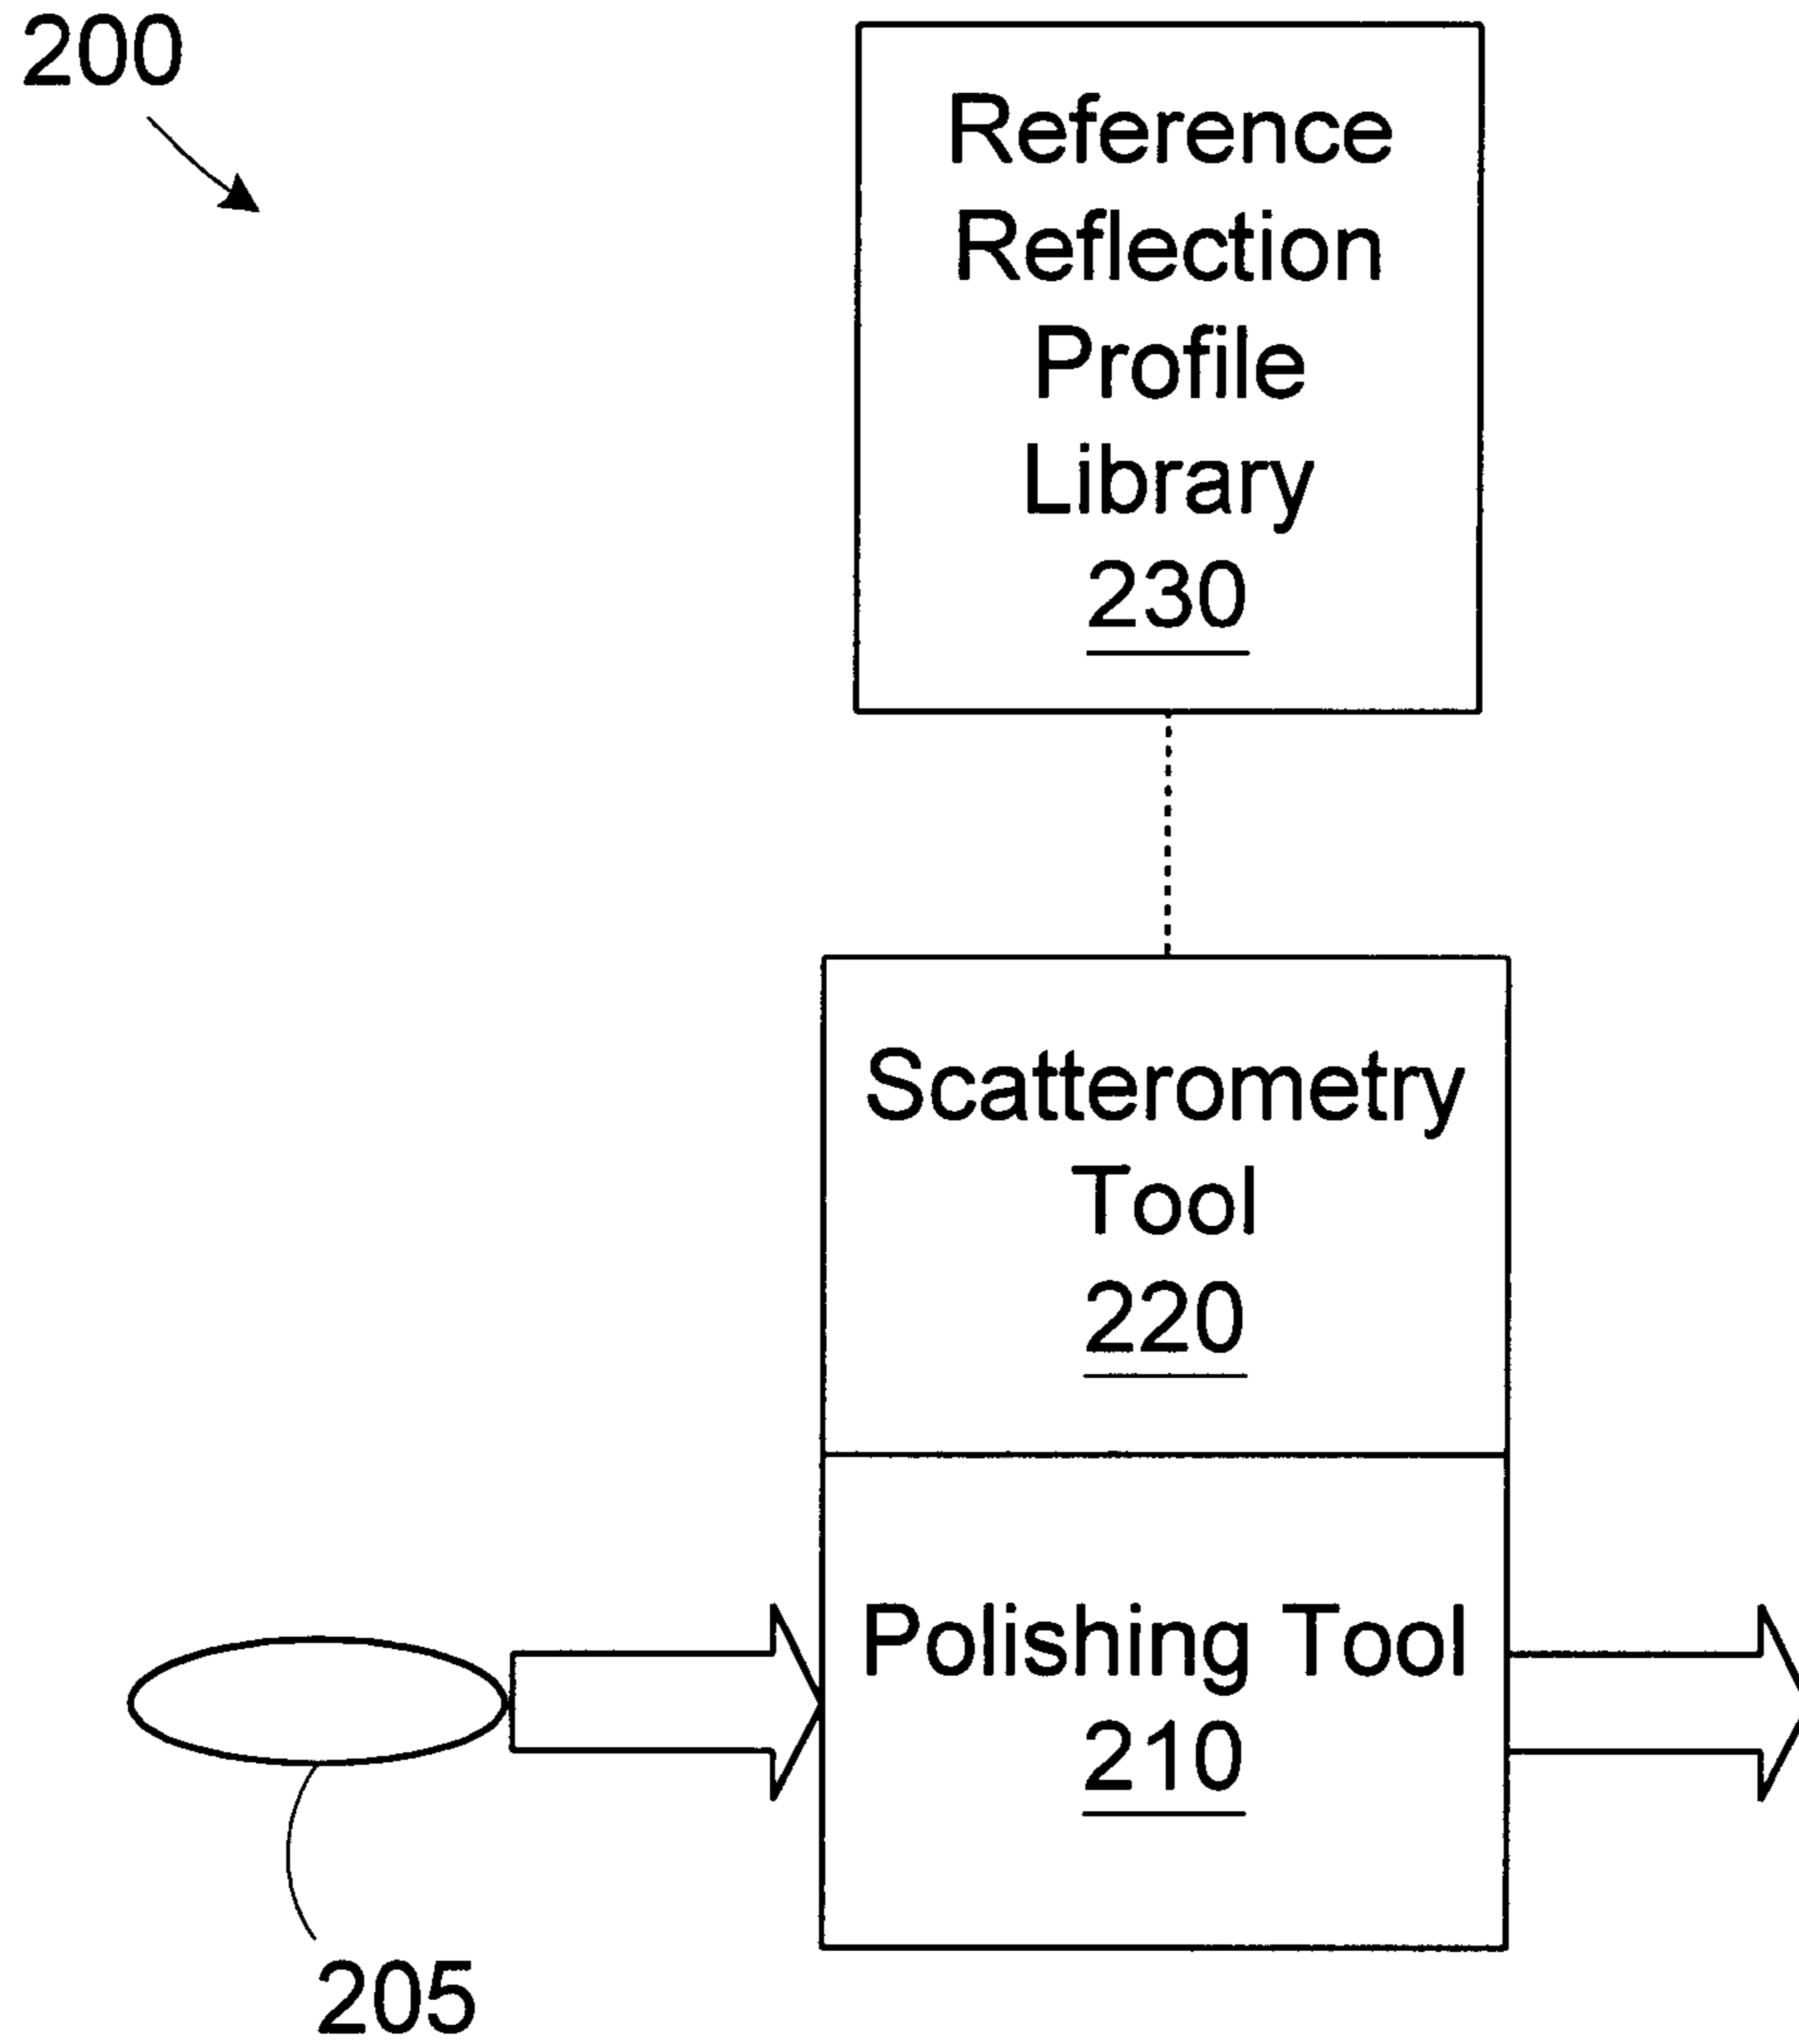 200
Reference
Reflection
Profile
Library
230
Scatterometry
Tool
220
Polishing Tool
210
205